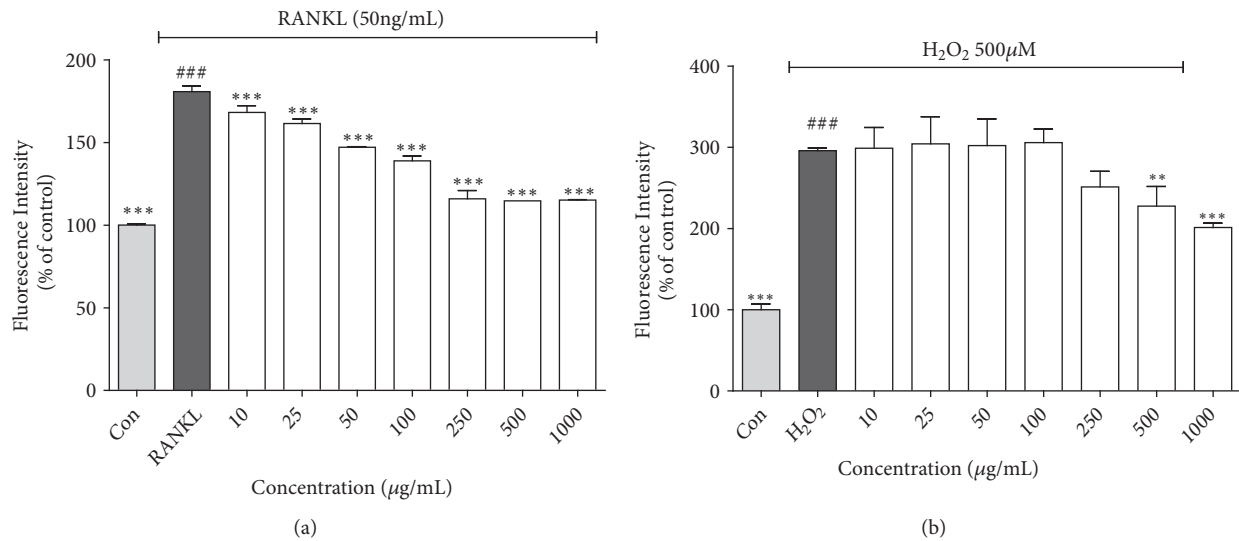 RANKL (50ng/mL)
200
150
100
50
0
Fluorescence Intensity
(% of control)
***
###
***
***
***
***
***
***
***
Con
RANKL
10
25
50
100
250
500
1000
Concentration (μg/mL)
(a)
H₂O₂ 500μM
400
300
200
100
0
Fluorescence Intensity
(% of control)
***
###
**
***
Con
H₂O₂
10
25
50
100
250
500
1000
Concentration (μg/mL)
(b)